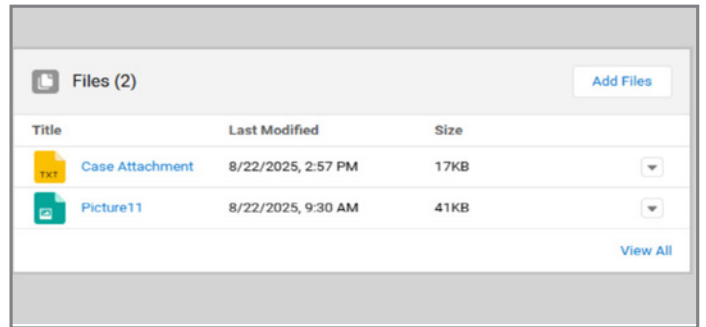 Files (2)
Add Files
Title Last Modified Size
TXT Case Attachment 8/22/2025, 2:57 PM 17KB
Picture11 8/22/2025, 9:30 AM 41KB
View All